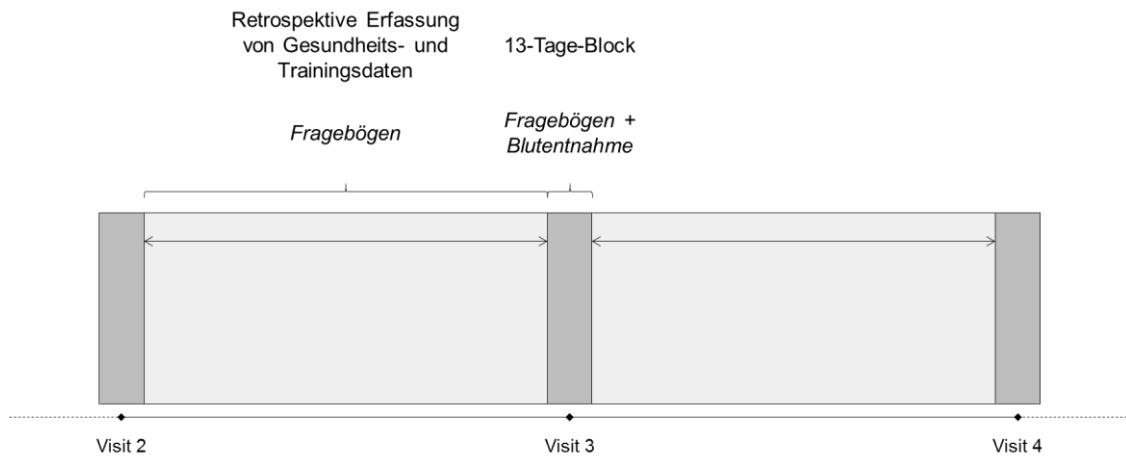 Retrospektive Erfassung
von Gesundheits- und
Trainingsdaten
13-Tage-Block
Fragebögen
Fragebögen +
Blutentnahme
Visit 2
Visit 3
Visit 4